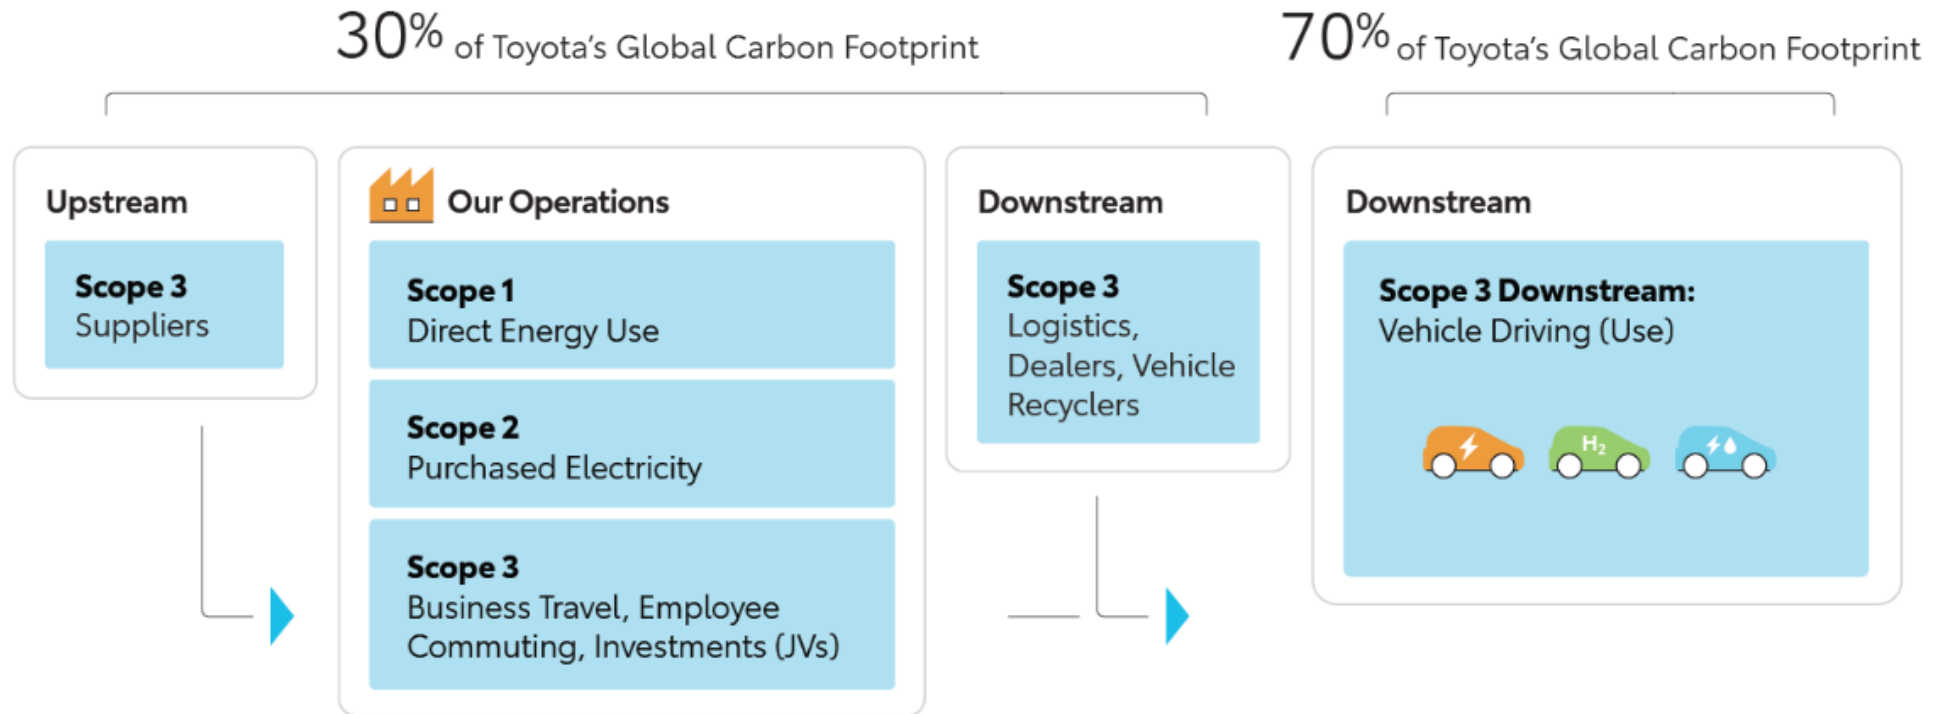 30% of Toyota's Global Carbon Footprint
70% of Toyota's Global Carbon Footprint
Upstream
Scope 3
Suppliers
Our Operations
Scope 1
Direct Energy Use
Scope 2
Purchased Electricity
Scope 3
Business Travel, Employee
Commuting, Investments (JVs)
Downstream
Scope 3
Logistics,
Dealers, Vehicle
Recyclers
Downstream
Scope 3 Downstream:
Vehicle Driving (Use)
H₂